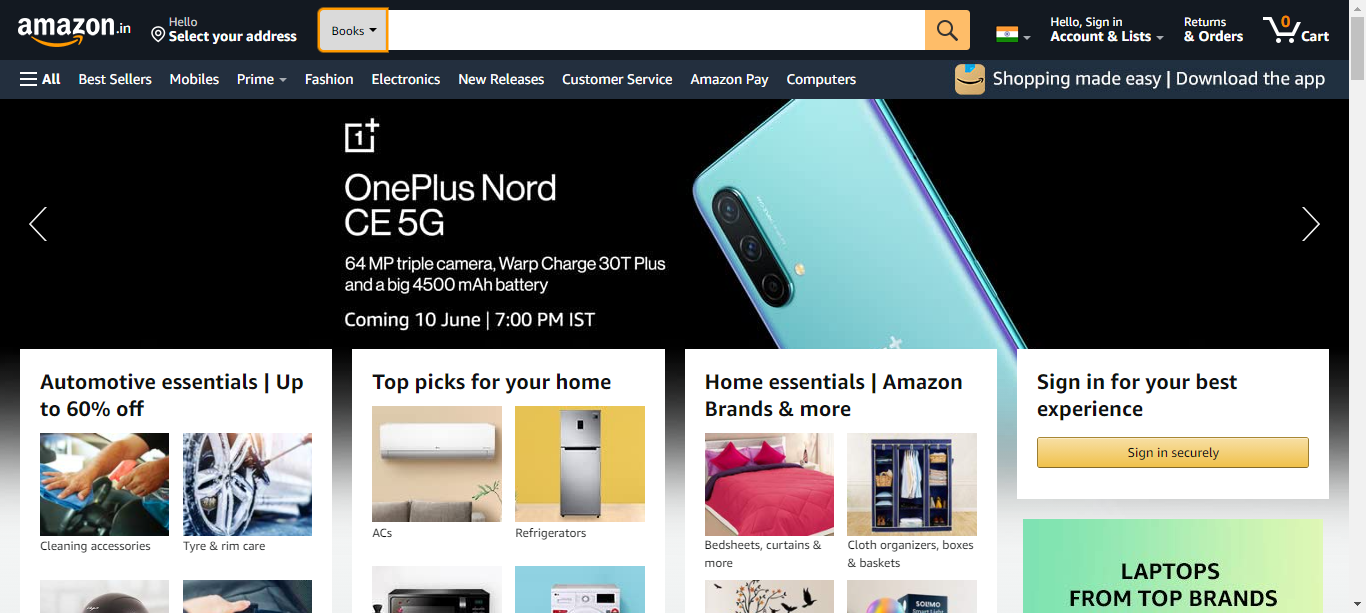 amazon.in
Hello
Select your address
Books
Hello, Sign in
Account & Lists
Returns
& Orders
0
Cart
All
Best Sellers
Mobiles
Prime
Fashion
Electronics
New Releases
Customer Service
Amazon Pay
Computers
Shopping made easy | Download the app
1+
OnePlus Nord
CE 5G
64 MP triple camera, Warp Charge 30T Plus
and a big 4500 mAh battery
Coming 10 June | 7:00 PM IST
Automotive essentials | Up
to 60% off
Cleaning accessories
Tyre & rim care
Top picks for your home
ACs
Refrigerators
Home essentials | Amazon
Brands & more
Bedsheets, curtains &
more
Cloth organizers, boxes
& baskets
SOLIMO
Smart Light
Sign in for your best
experience
Sign in securely
LAPTOPS
FROM TOP BRANDS